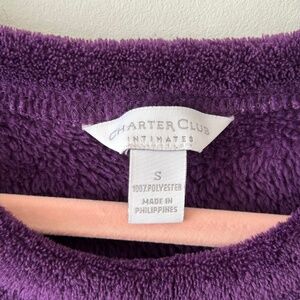 CHARTER CLUB
INTIMATES
S
100% POLYESTER
MADE IN
PHILIPPINES